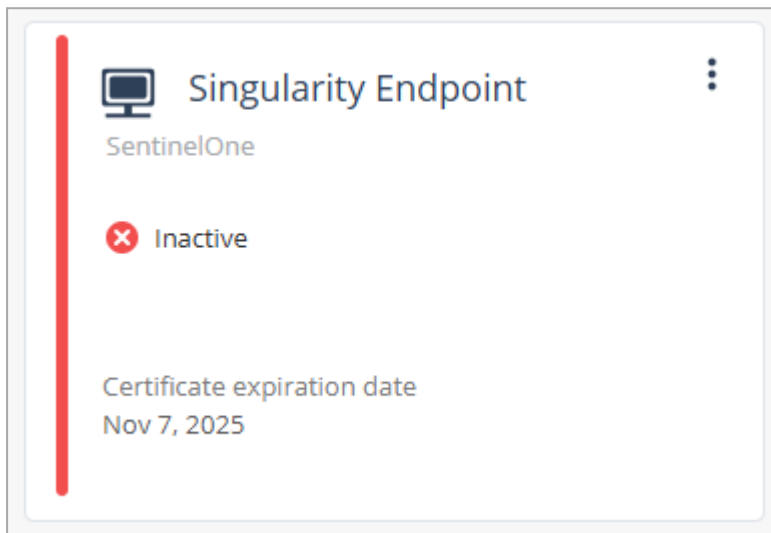 Singularity Endpoint
SentinelOne
Inactive
Certificate expiration date
Nov 7, 2025